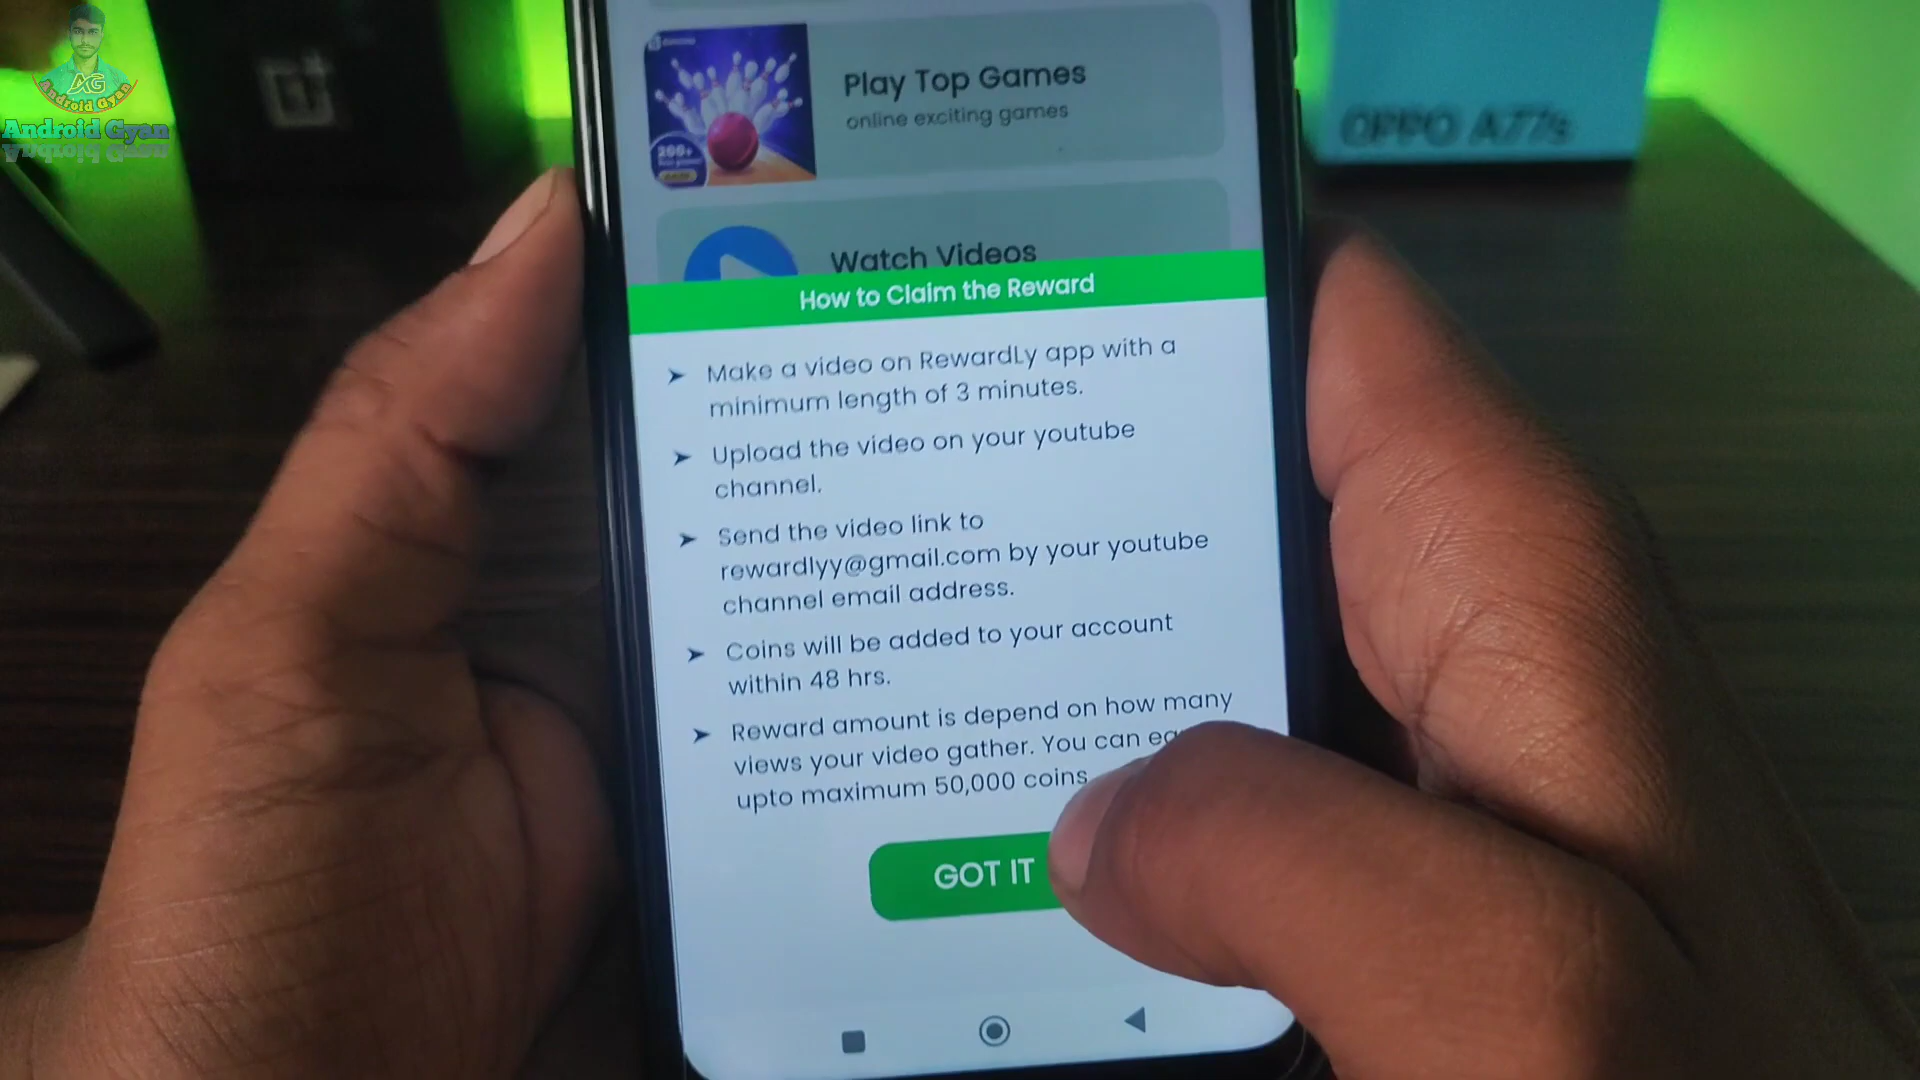 AG
Android Gyan
Android Gyan
OPPO A77s
Play Top Games
online exciting games
Watch Videos
How to Claim the Reward
➤ Make a video on RewardLy app with a
minimum length of 3 minutes.
➤ Upload the video on your youtube
channel.
➤ Send the video link to
rewardlyy@gmail.com by your youtube
channel email address.
➤ Coins will be added to your account
within 48 hrs.
➤ Reward amount is depend on how many
views your video gather. You can
upto maximum 50,000 coins
GOT IT